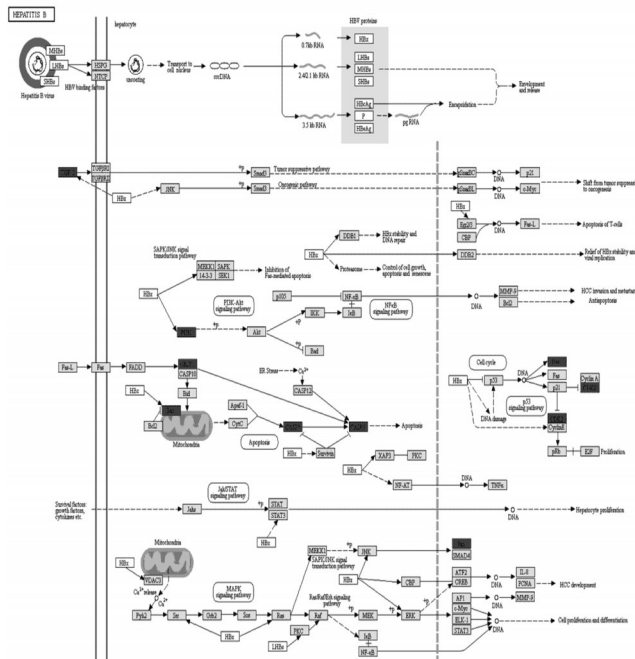 HEPATITIS B
hepatocyte
HBV proteins
MHBs
LHBs
SHBs
Hepatitis B virus
HSPG
NTCP
HBV binding factors
uncoating
Transport to
cell nucleus
cccDNA
0.7kb RNA
HBx
2.4/2.1 kb RNA
LHBs
MHBs
SHBs
3.5 kb RNA
HBcAg
P
HBeAg
pg RNA
Encapsidation
Envelopment
and release
TGFβR1
TGFβR2
HBx
JNK
+p
Smad3
Tumor suppressive pathway
+p
Smad3
Oncogenic pathway
DNA
p21
DNA
c-Myc
Shift from tumor suppress
to oncogenesis
HBx
Egr2/3
CBP
DNA
Fas-L
Apoptosis of T-cells
HBx
DDB1
HBx stability and
DNA repair
DDB2
HBx stability and
viral replication
Proteasome
Control of cell growth,
apoptosis and senescence
SAPK/JNK signal
transduction pathway
MEKK1
SAPK
14-3-3
SEK1
Inhibition of
Fas-mediated apoptosis
HBx
PI3K-Akt
signaling pathway
+p
Akt
+p
IKK
IκB
+p
Bad
p105
NF-κB
NFκB
signaling pathway
DNA
MMP-9
Bcl2
HCC invasion and metastas
Antiapoptosis
Fas-L
Fas
FADD
CASP10
Bid
HBx
Bcl2
Mitochondria
CytC
Apaf-1
Apoptosis
ER Stress
Ca2+
CASP12
HBx
Survivin
Apoptosis
Cell cycle
HBx
p53
DNA
Fas
p21
Cyclin A
DNA damage
p53
signaling pathway
CyclinE
pRb
E2F
Proliferation
HBx
XAP3
PKC
NF-AT
DNA
TNFα
Survival factors:
growth factors,
cytokines etc.
Jak/STAT
signaling pathway
Jaks
+p
STAT
STAT3
HBx
DNA
Hepatocyte proliferation
Mitochondria
HBx
VDAC3
Ca2+ release
Ca2+
MAPK
signaling pathway
Pyk2
Src
Grb2
Sos
Ras
Raf
HBx
LHBs
PKC
MEKK1
+p
JNK
SAPK/JNK signal
transduction pathway
HBx
Ras/Raf/Erk signaling
pathway
+p
MEK
+p
ERK
+p
IκB
NF-κB
CBP
SMAD4
ATF2
CREB
DNA
IL-8
PCNA
HCC development
AP1
c-Myc
ELK-1
STAT3
DNA
MMP-9
DNA
Cell proliferation and differentiation